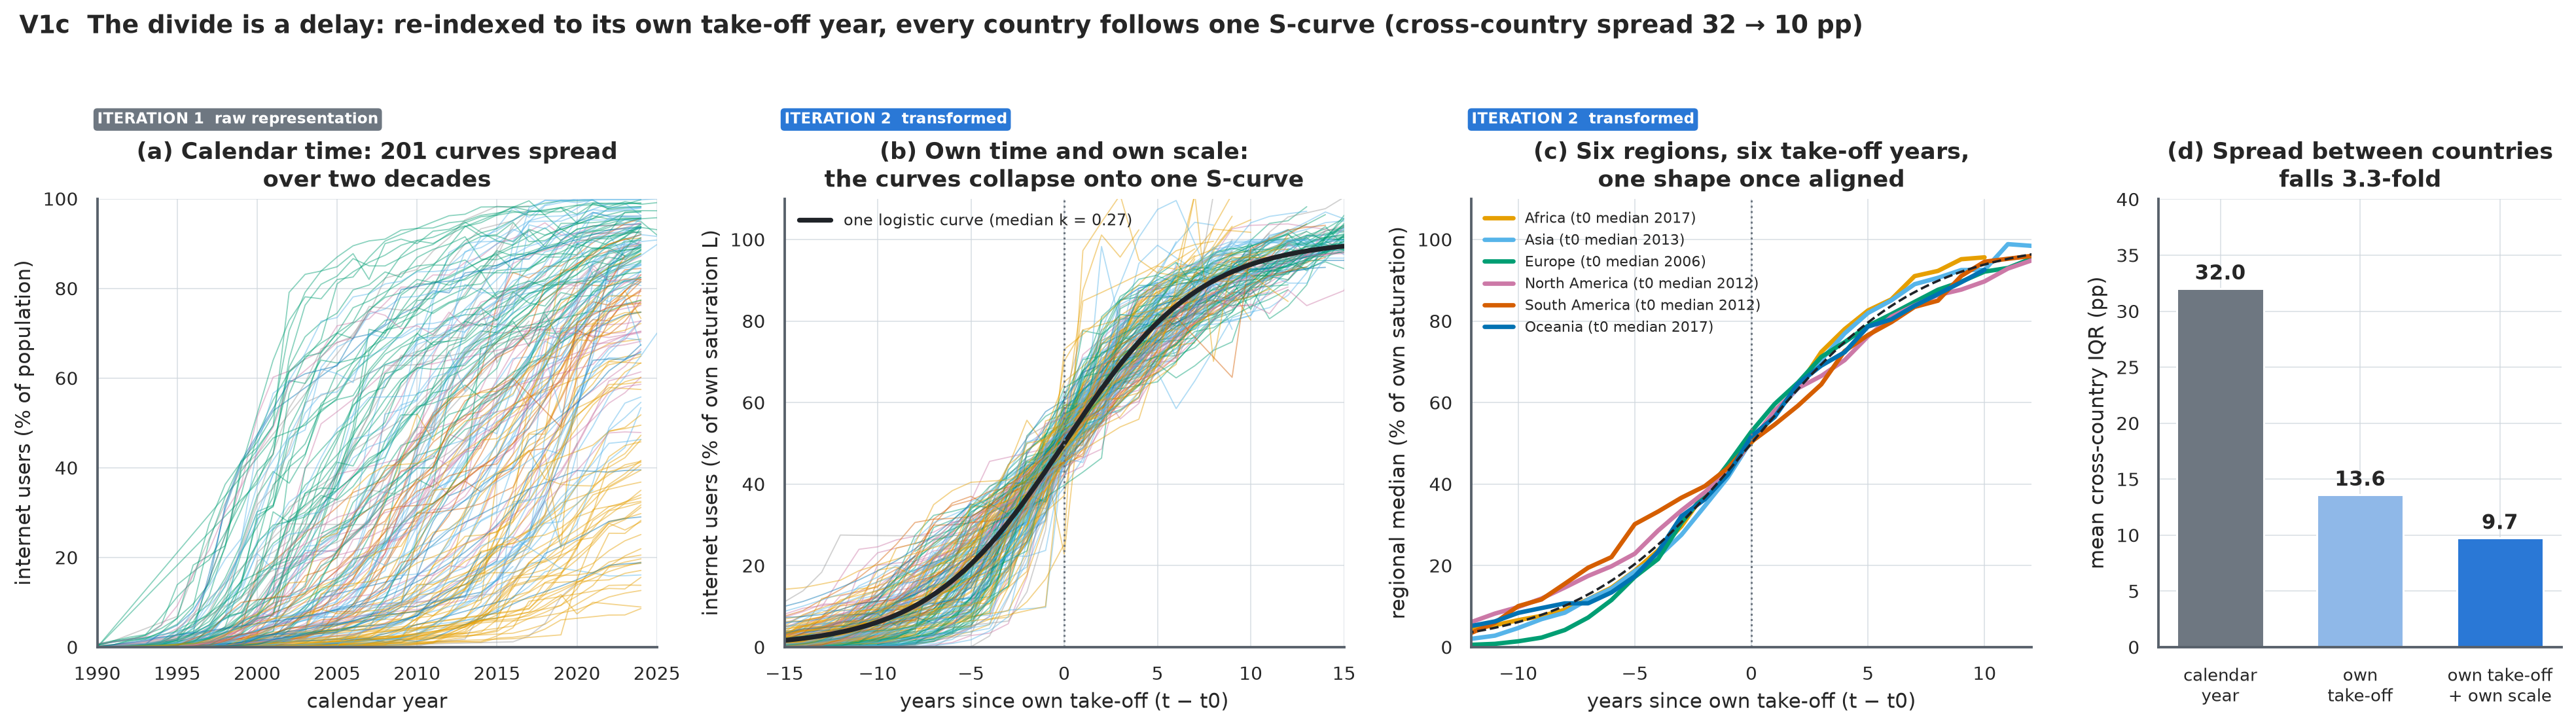 V1c  The divide is a delay: re-indexed to its own take-off year, every country follows one S-curve (cross-country spread 32 → 10 pp)
ITERATION 1  raw representation
(a) Calendar time: 201 curves spread
over two decades
internet users (% of population)
100
80
60
40
20
0
1990
1995
2000
2005
2010
2015
2020
2025
calendar year
ITERATION 2  transformed
(b) Own time and own scale:
the curves collapse onto one S-curve
one logistic curve (median k = 0.27)
internet users (% of own saturation L)
100
80
60
40
20
0
−15
−10
−5
0
5
10
15
years since own take-off (t − t0)
ITERATION 2  transformed
(c) Six regions, six take-off years,
one shape once aligned
Africa (t0 median 2017)
Asia (t0 median 2013)
Europe (t0 median 2006)
North America (t0 median 2012)
South America (t0 median 2012)
Oceania (t0 median 2017)
regional median (% of own saturation)
100
80
60
40
20
0
−10
−5
0
5
10
years since own take-off (t − t0)
(d) Spread between countries
falls 3.3-fold
mean cross-country IQR (pp)
40
35
30
25
20
15
10
5
0
32.0
13.6
9.7
calendar
year
own
take-off
own take-off
+ own scale